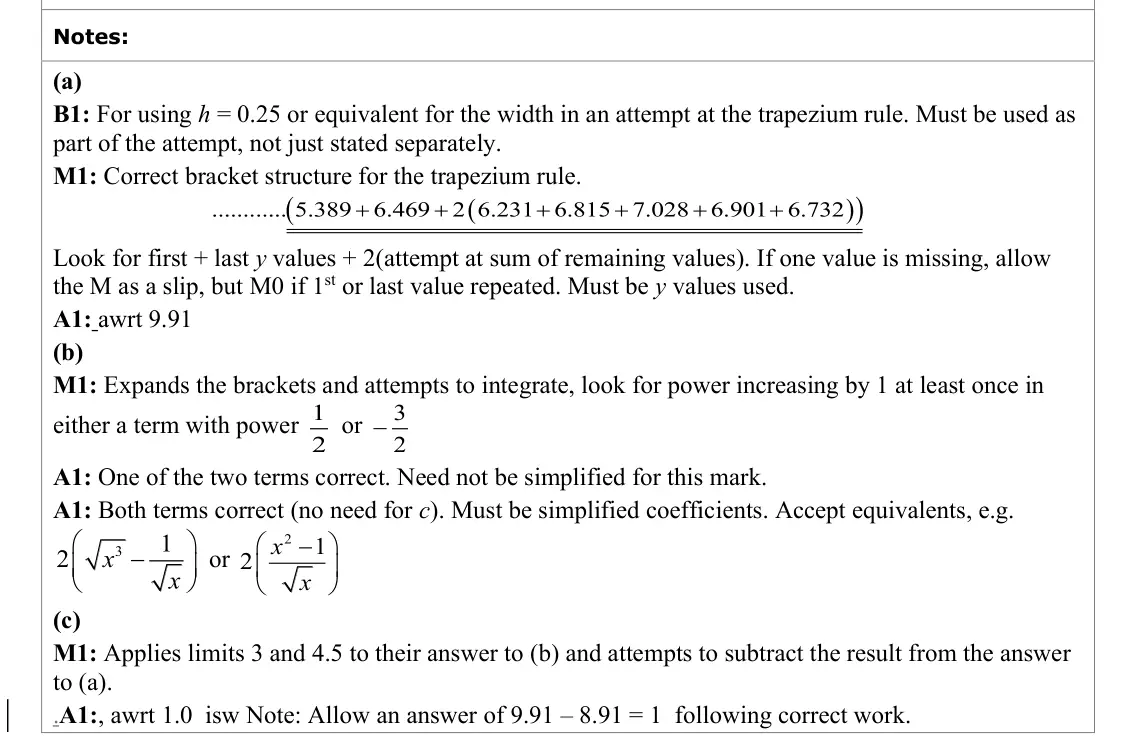 Notes:
(a)
B1: For using h = 0.25 or equivalent for the width in an attempt at the trapezium rule. Must be used as
part of the attempt, not just stated separately.
M1: Correct bracket structure for the trapezium rule.
............(5.389+6.469+2(6.231+6.815+7.028+6.901+6.732))
Look for first + last y values + 2(attempt at sum of remaining values). If one value is missing, allow
the M as a slip, but M0 if 1st or last value repeated. Must be y values used.
A1: awrt 9.91
(b)
M1: Expands the brackets and attempts to integrate, look for power increasing by 1 at least once in
either a term with power 1/2 or −3/2
A1: One of the two terms correct. Need not be simplified for this mark.
A1: Both terms correct (no need for c). Must be simplified coefficients. Accept equivalents, e.g.
2(√x³ − 1/√x) or 2((x² − 1)/√x)
(c)
M1: Applies limits 3 and 4.5 to their answer to (b) and attempts to subtract the result from the answer
to (a).
.A1:, awrt 1.0 isw Note: Allow an answer of 9.91 – 8.91 = 1 following correct work.